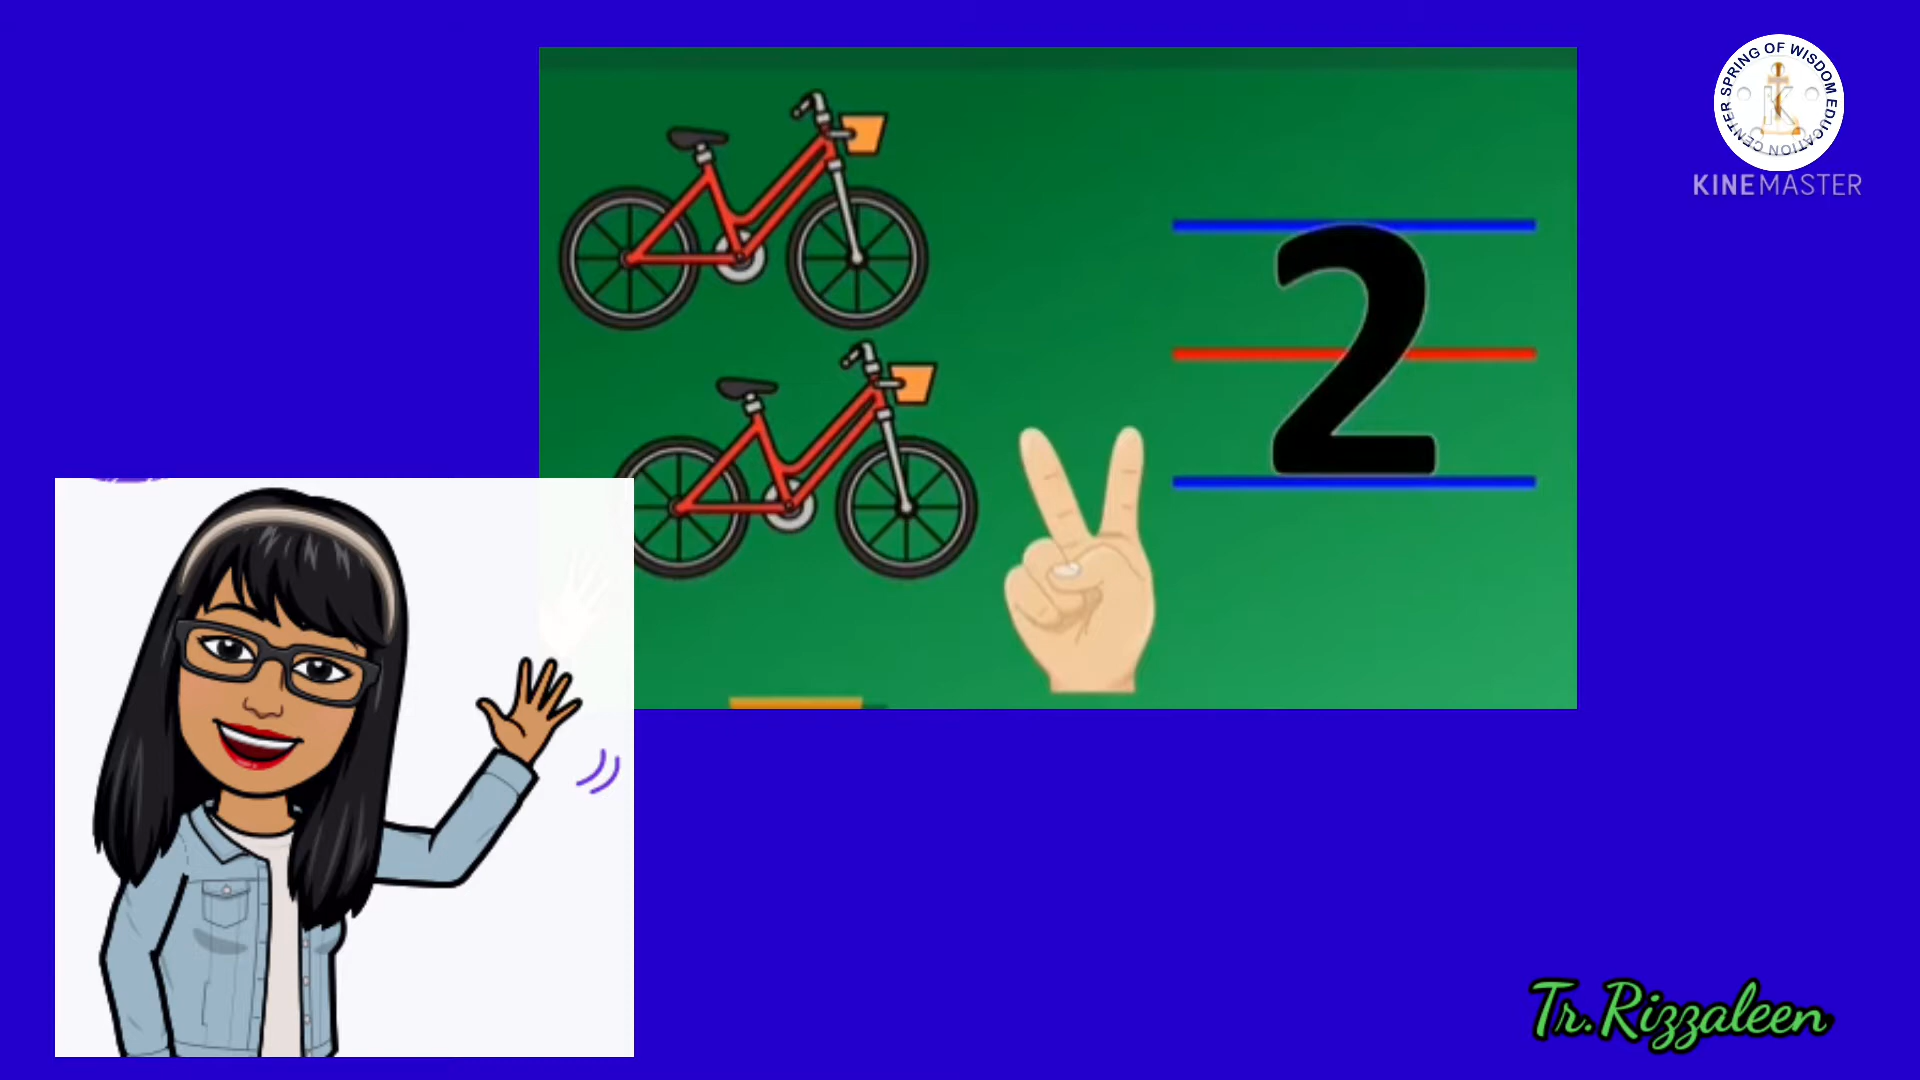 SPRING OF WISDOM EDUCATION CENTER
K
KINEMASTER
2
Tr.Rizzaleen